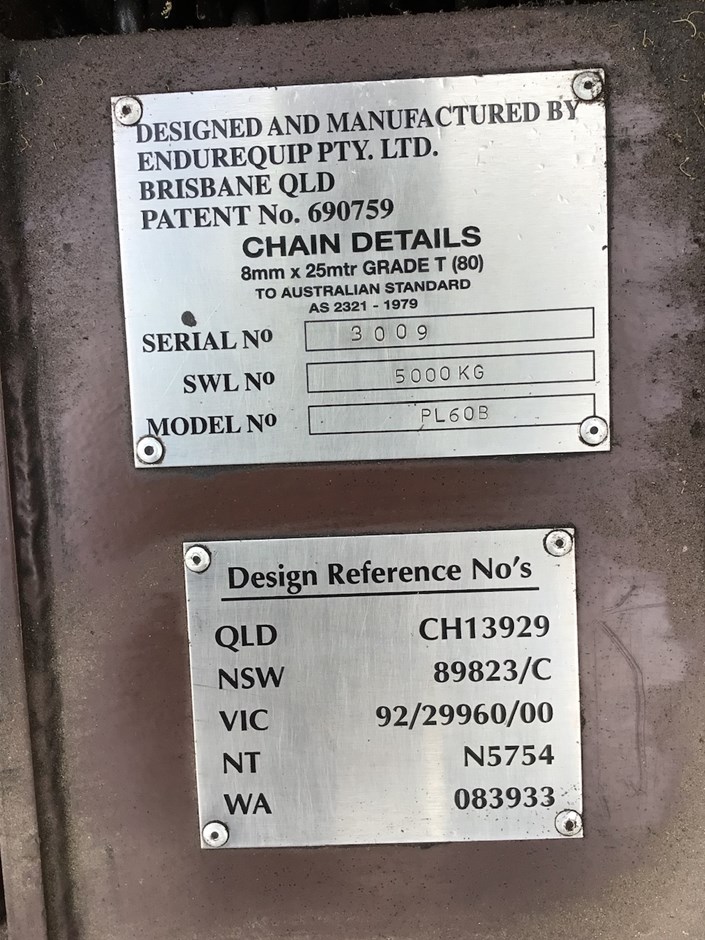 DESIGNED AND MANUFACTURED BY
ENDUREQUIP PTY. LTD.
BRISBANE QLD
PATENT No. 690759
CHAIN DETAILS
8mm x 25mtr GRADE T (80)
TO AUSTRALIAN STANDARD
AS 2321 - 1979
SERIAL No 3009
SWL No 5000KG
MODEL No PL60B
Design Reference No's
QLD CH13929
NSW 89823/C
VIC 92/29960/00
NT N5754
WA 083933